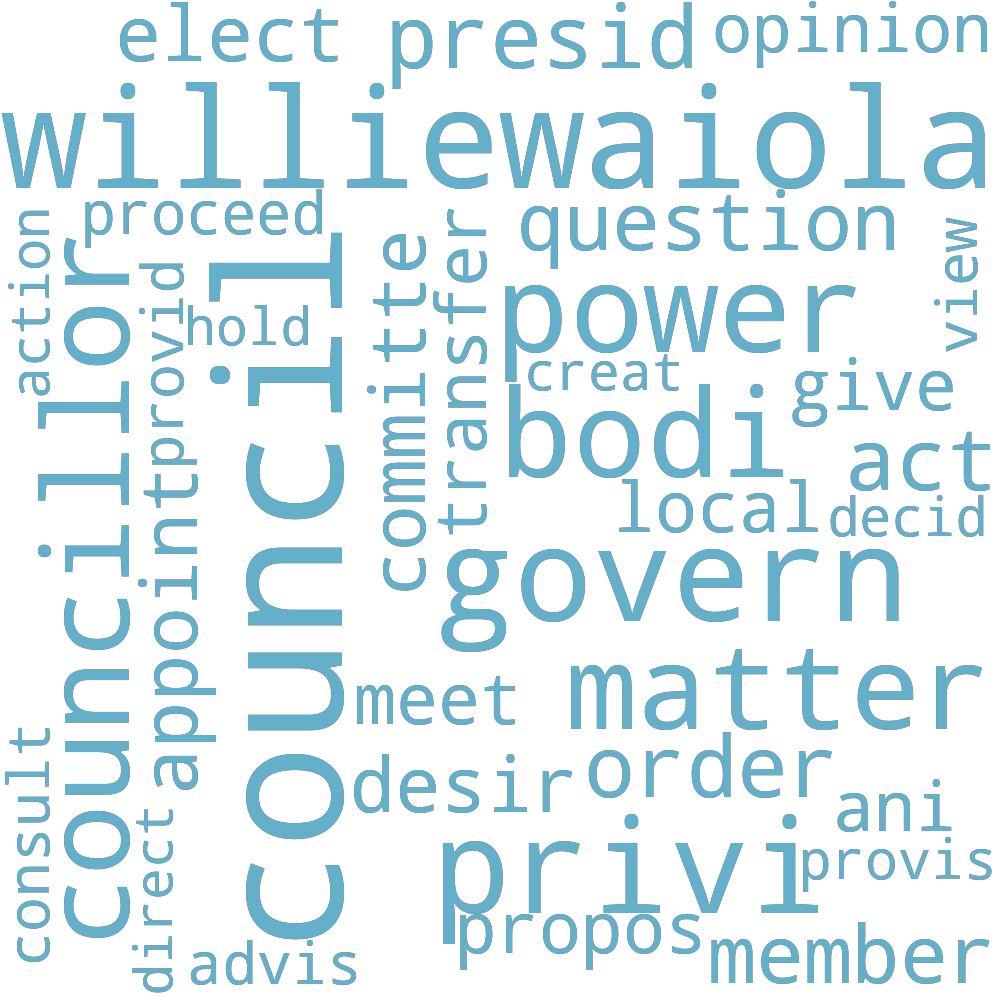 elect
presid
opinion
williewaiola
proceed
question
action
councillor
provid
hold
council
committe
transfer
power
view
creat
give
bodi
act
local
decid
appoint
govern
meet
matter
consult
direct
desir
order
ani
privi
provis
propos
advis
member